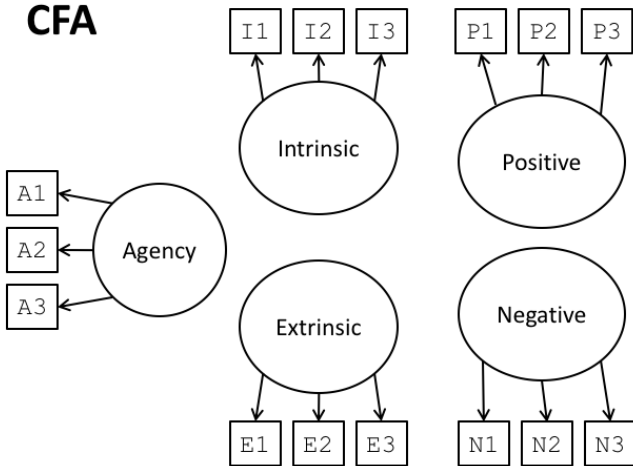 CFA
I1 I2 I3
P1 P2 P3
Intrinsic
Positive
A1
A2
A3
Agency
Extrinsic
Negative
E1 E2 E3
N1 N2 N3